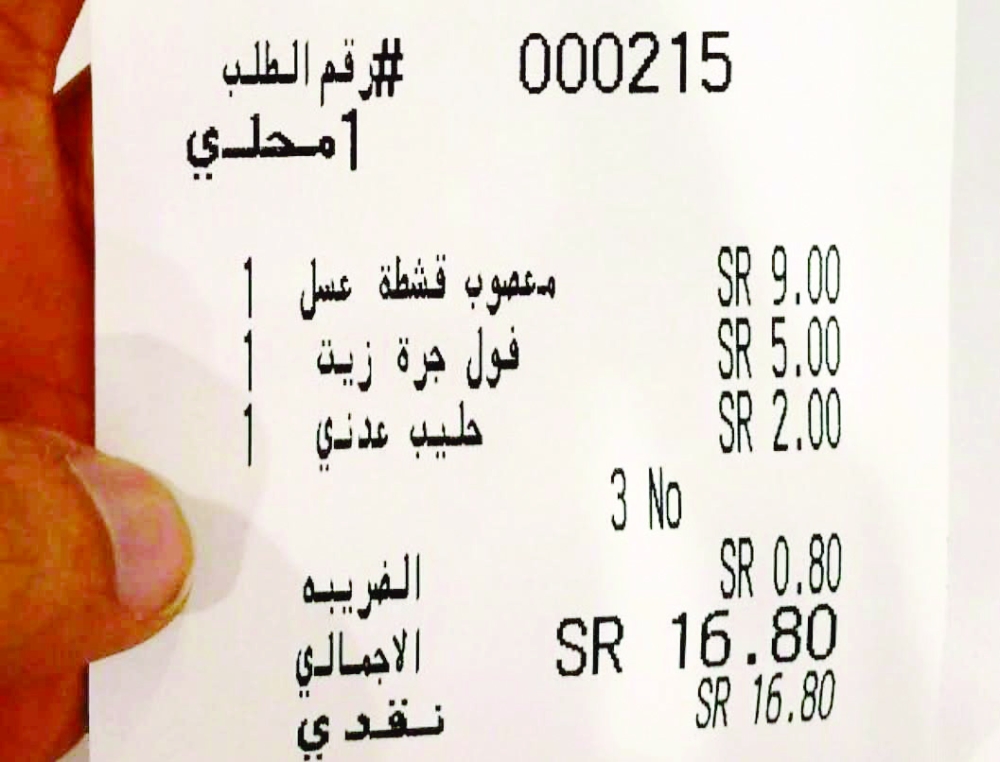 #رقم الطلب 000215
1محلي
1 معصوب قشطة عسل SR 9.00
1 فول جرة زيت SR 5.00
1 حليب عدني SR 2.00
3 No
الضريبه SR 0.80
الاجمالي SR 16.80
نقدي SR 16.80